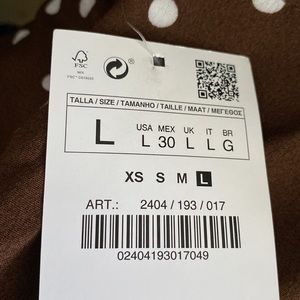 FSC
MIX
TALLA / SIZE / TAMANHO / TAILLE / MAAT / ΜΕΓΕΘΟΣ
L
USA MEX UK IT BR
L 30 L L G
XS S M L
ART.: 2404 / 193 / 017
02404193017049